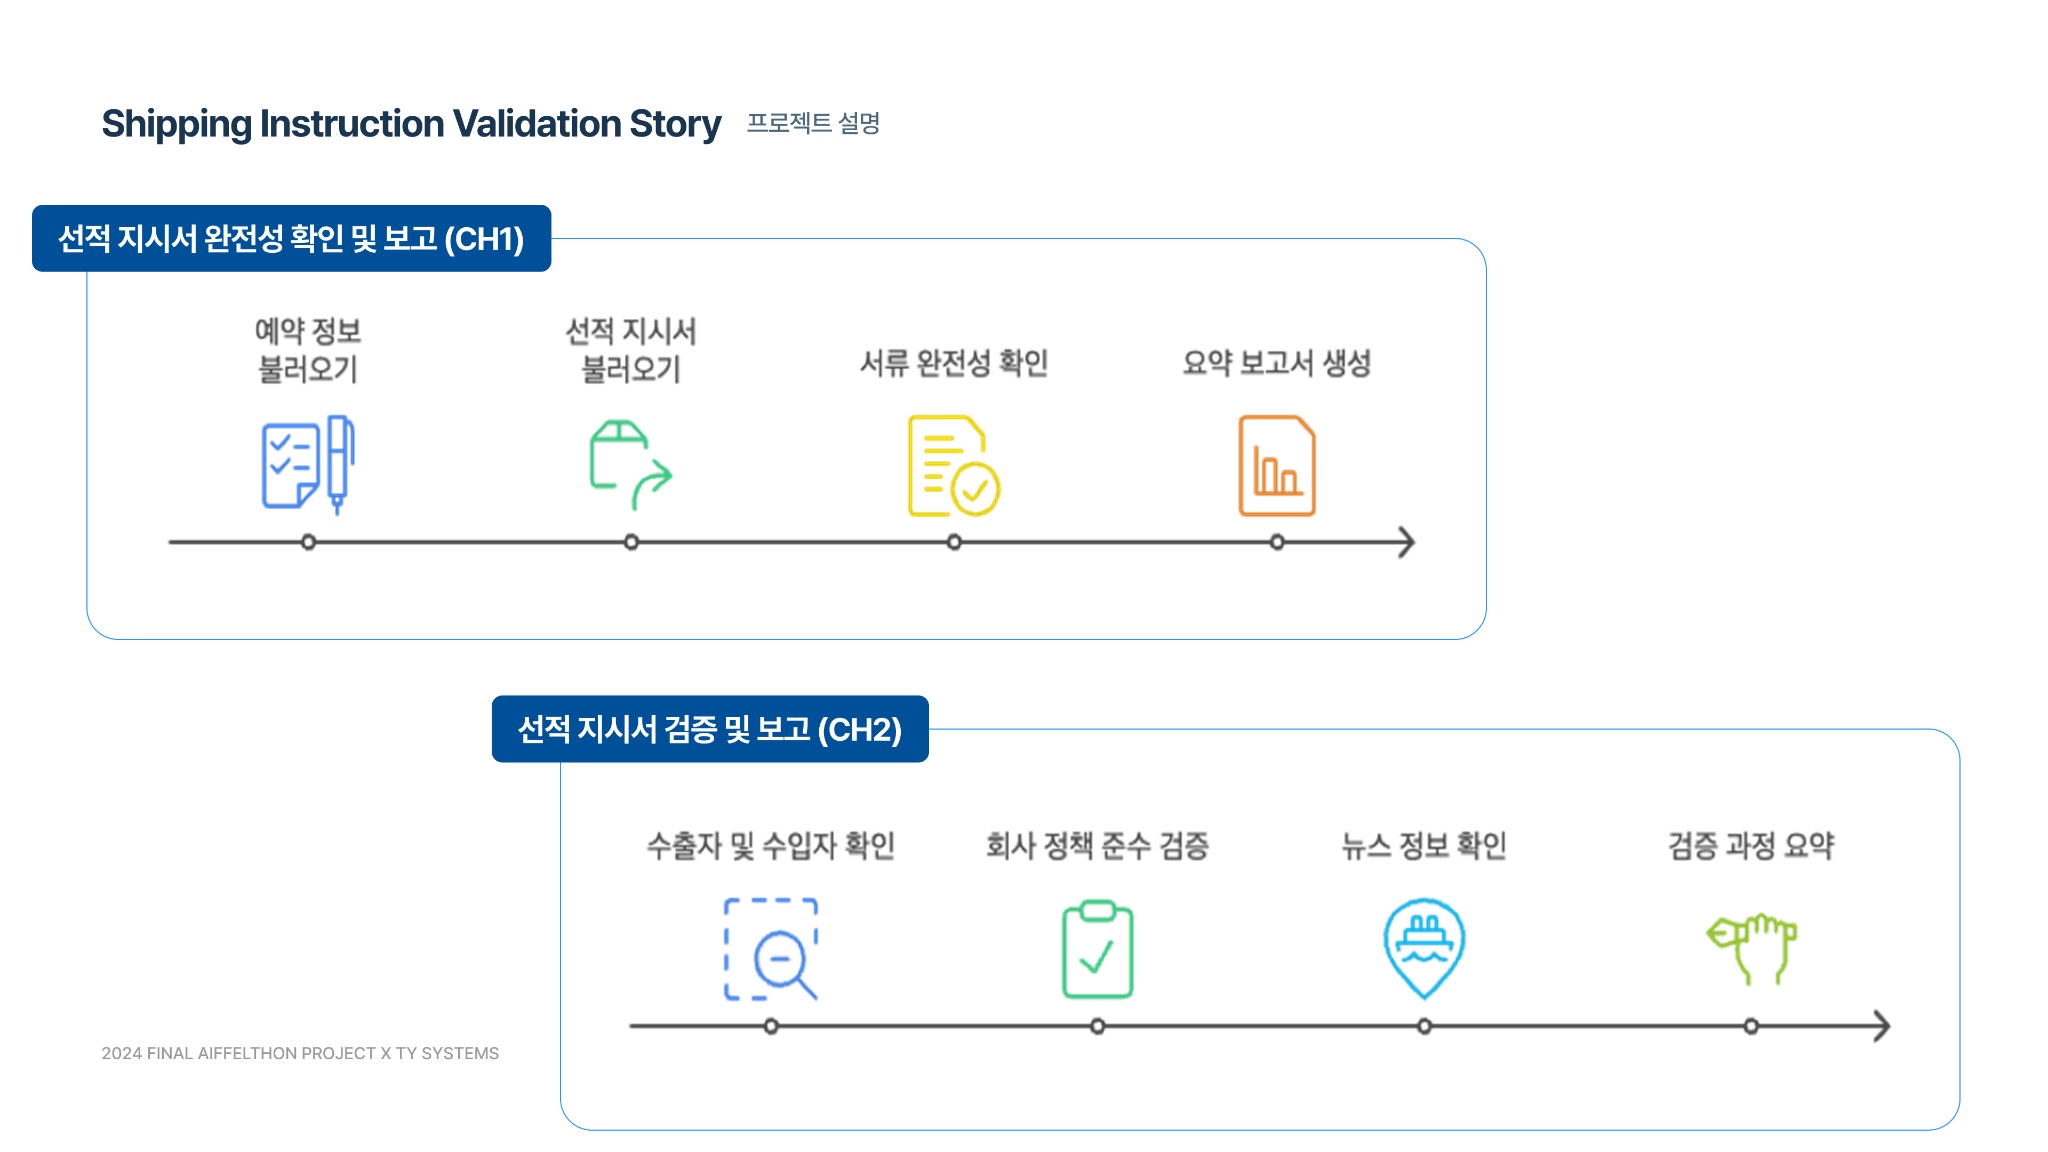 Shipping Instruction Validation Story 프로젝트 설명
선적 지시서 완전성 확인 및 보고 (CH1)
예약 정보
불러오기
선적 지시서
불러오기
서류 완전성 확인
요약 보고서 생성
선적 지시서 검증 및 보고 (CH2)
수출자 및 수입자 확인
회사 정책 준수 검증
뉴스 정보 확인
검증 과정 요약
2024 FINAL AIFFELTHON PROJECT X TY SYSTEMS